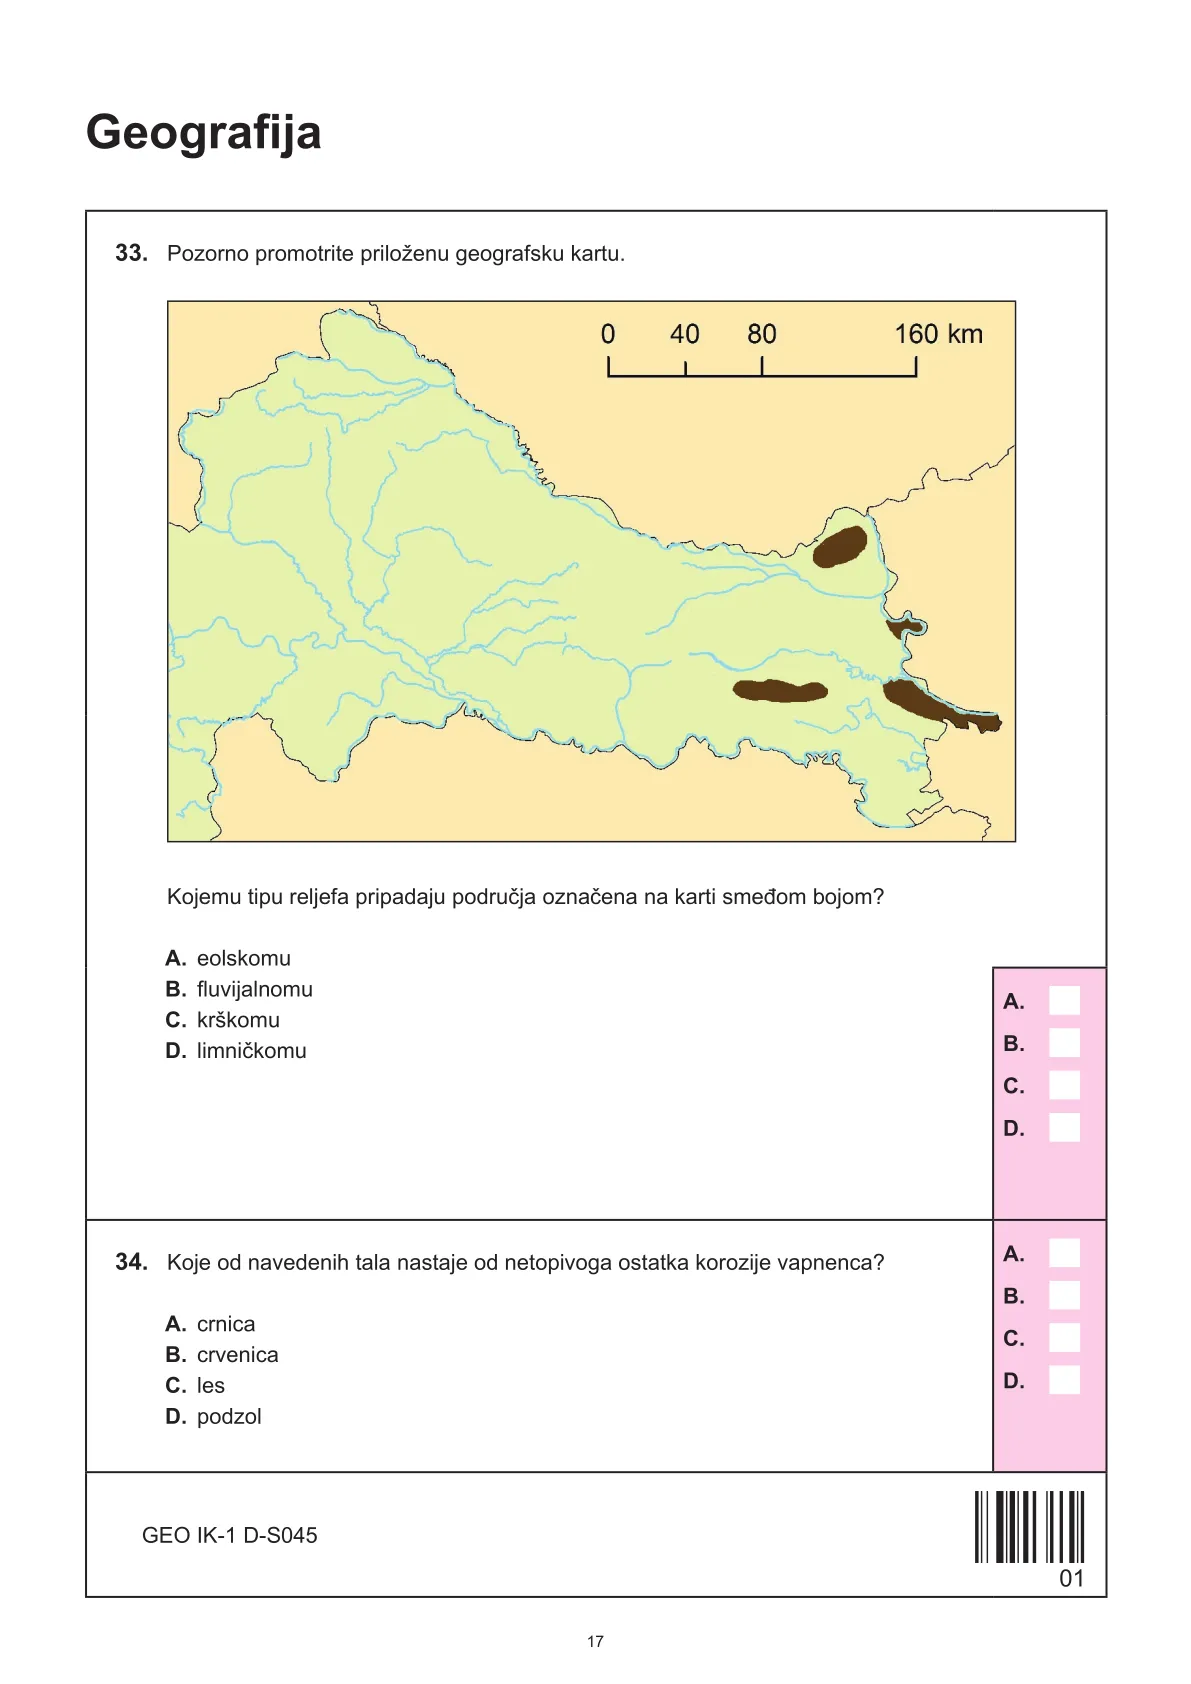 Geografija
33. Pozorno promotrite priloženu geografsku kartu.
0 40 80 160 km
Kojemu tipu reljefa pripadaju područja označena na karti smeđom bojom?
A. eolskomu
B. fluvijalnomu
C. krškomu
D. limničkomu
A.
B.
C.
D.
34. Koje od navedenih tala nastaje od netopivoga ostatka korozije vapnenca?
A. crnica
B. crvenica
C. les
D. podzol
A.
B.
C.
D.
GEO IK-1 D-S045
01
17